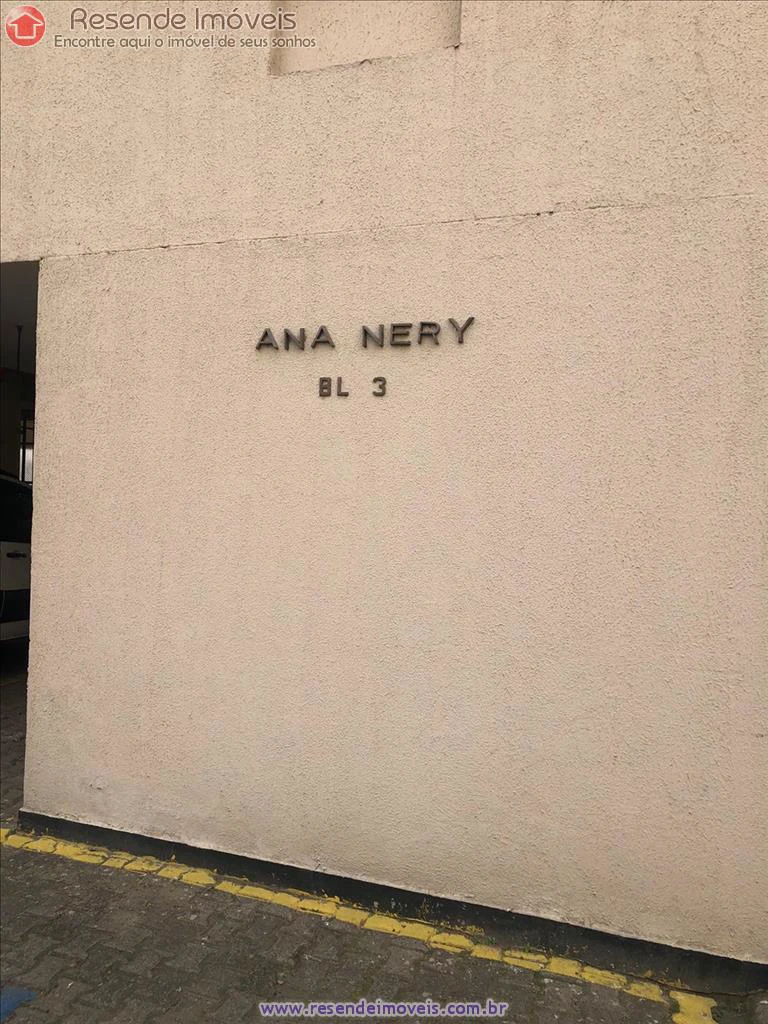 Resende Imóveis
Encontre aqui o imóvel de seus sonhos
ANA NERY
BL 3
www.resendeimoveis.com.br